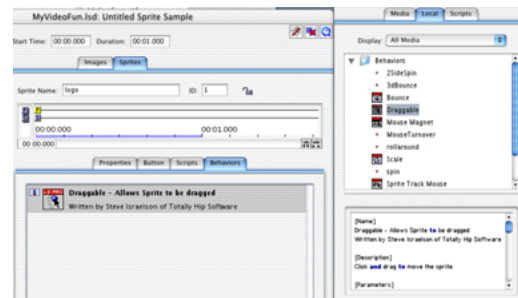 MyVideoFun.lsd: Untitled Sprite Sample
Start Time: 00:00.000 Duration: 00:01.000
Images Sprites
Sprite Name: logo ID: 1
00:00.000 00:01.000
00:00.000
Properties Button Scripts Behaviors
Draggable - Allows Sprite to be dragged
Written by Steve Israelson of Totally Hip Software
Media Local Scripts
Display: All Media
Behaviors
2SideSpin
3dBounce
Bounce
Draggable
Mouse Magnet
MouseTurnover
rollaround
Scale
spin
Sprite Track Mouse
[Name]
Draggable - Allows Sprite to be dragged
Written by Steve Israelson of Totally Hip Software
[Description]
Click and drag to move the sprite
[Parameters]